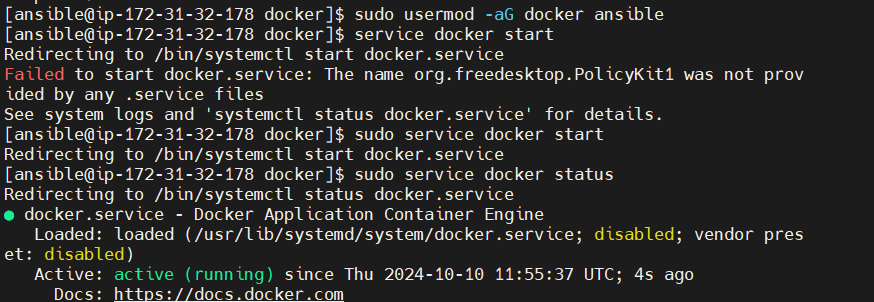 [ansible@ip-172-31-32-178 docker]$ sudo usermod -aG docker ansible
[ansible@ip-172-31-32-178 docker]$ service docker start
Redirecting to /bin/systemctl start docker.service
Failed to start docker.service: The name org.freedesktop.PolicyKit1 was not prov
ided by any .service files
See system logs and 'systemctl status docker.service' for details.
[ansible@ip-172-31-32-178 docker]$ sudo service docker start
Redirecting to /bin/systemctl start docker.service
[ansible@ip-172-31-32-178 docker]$ sudo service docker status
Redirecting to /bin/systemctl status docker.service
● docker.service - Docker Application Container Engine
   Loaded: loaded (/usr/lib/systemd/system/docker.service; disabled; vendor pres
et: disabled)
   Active: active (running) since Thu 2024-10-10 11:55:37 UTC; 4s ago
     Docs: https://docs.docker.com